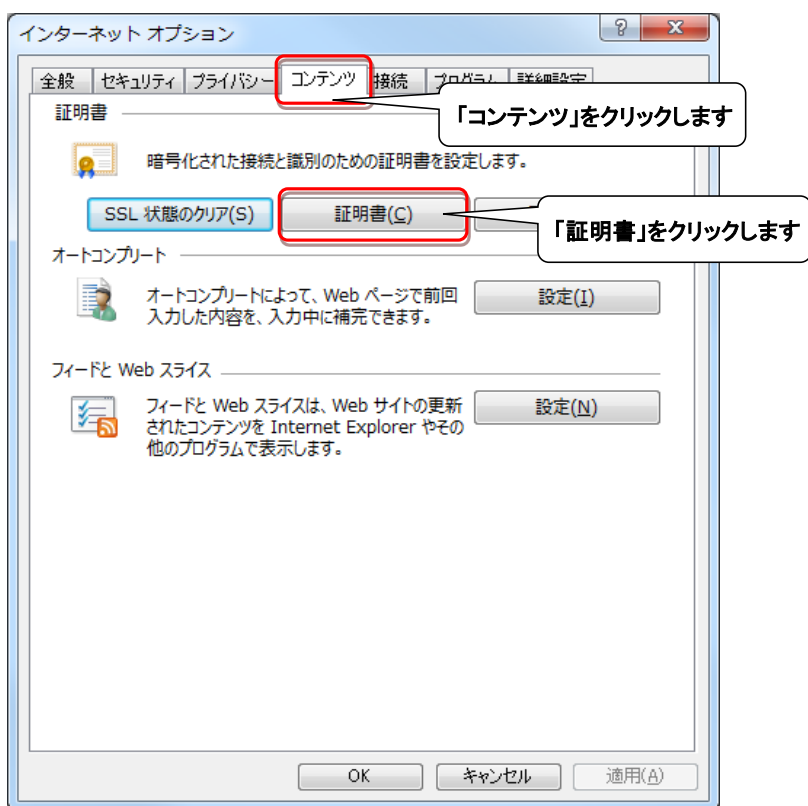 インターネット オプション
全般 セキュリティ プライバシー コンテンツ 接続 プログラム 詳細設定
「コンテンツ」をクリックします
証明書
暗号化された接続と識別のための証明書を設定します。
SSL 状態のクリア(S) 証明書(C)
「証明書」をクリックします
オートコンプリート
オートコンプリートによって、Web ページで前回
入力した内容を、入力中に補完できます。
設定(I)
フィードと Web スライス
フィードと Web スライスは、Web サイトの更新
されたコンテンツを Internet Explorer やその
他のプログラムで表示します。
設定(N)
OK キャンセル 適用(A)